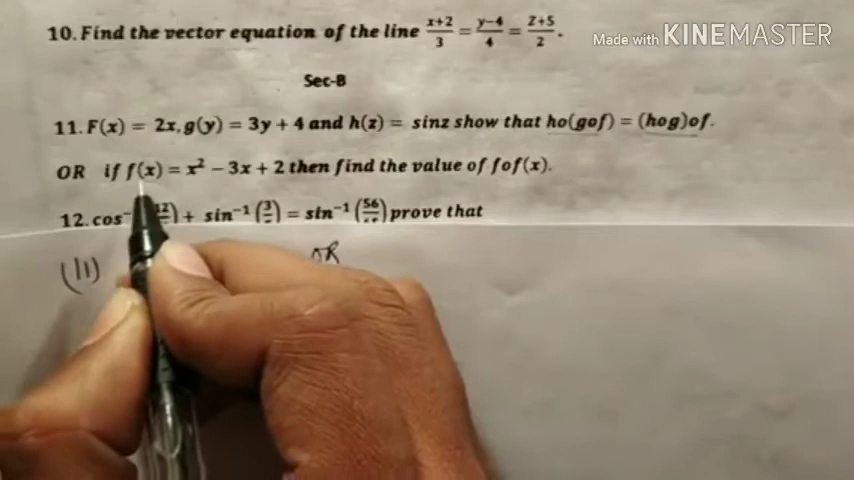 10. Find the vector equation of the line x+2/3 = y-4/4 = Z+5/2.
Made with KINEMASTER
Sec-B
11. F(x) = 2x, g(y) = 3y + 4 and h(z) = sinz show that ho(gof) = (hog)of.
OR if f(x) = x² − 3x + 2 then find the value of fof(x).
12. cos⁻ 12 ) + sin⁻¹ (3/ ) = sin⁻¹ (56/ ) prove that
(11)
OR